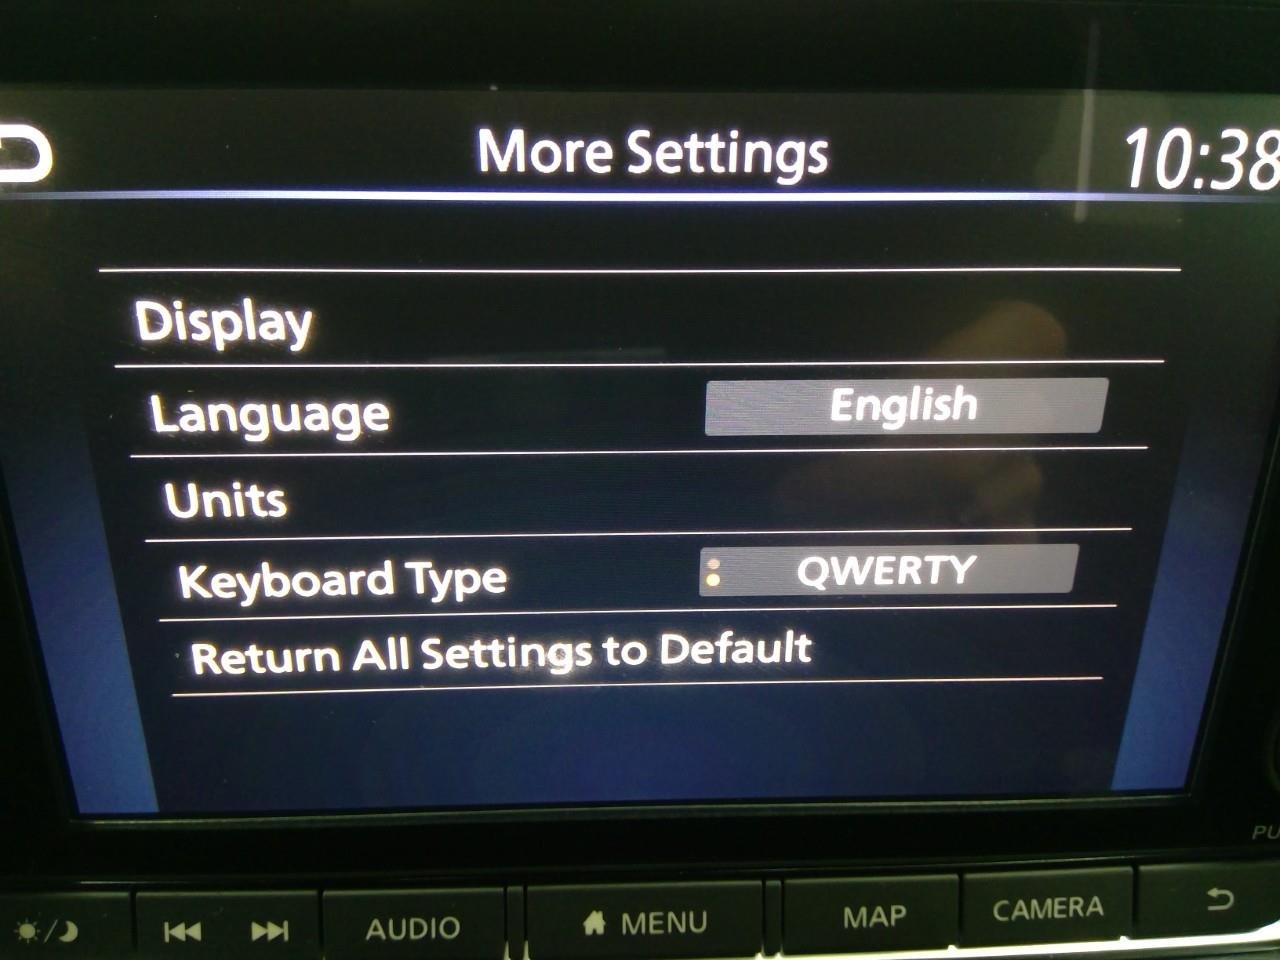 More Settings
10:38
Display
Language English
Units
Keyboard Type QWERTY
Return All Settings to Default
AUDIO MENU MAP CAMERA